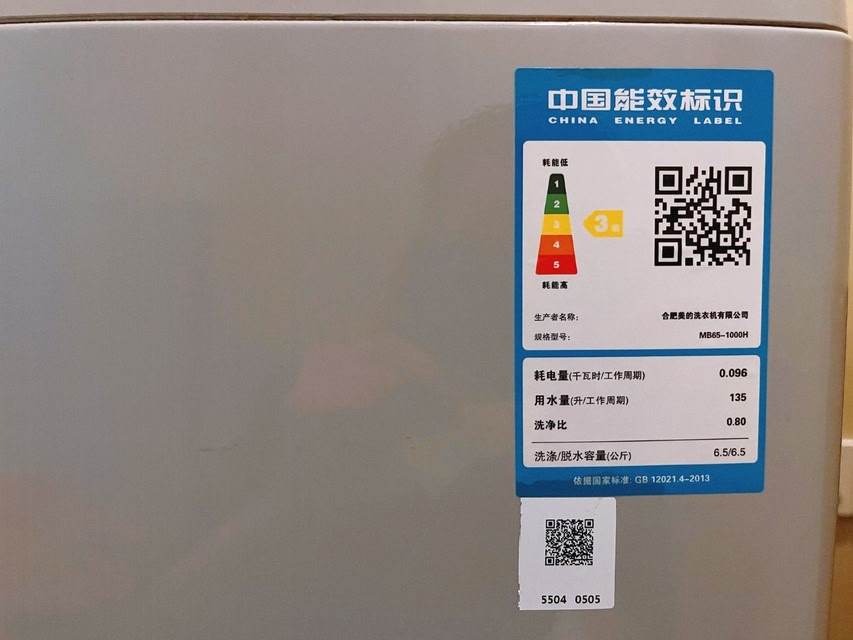 中国能效标识
CHINA ENERGY LABEL
耗能低
1
2
3
4
5
3级
耗能高
生产者名称: 合肥美的洗衣机有限公司
规格型号: MB65-1000H
耗电量(千瓦时/工作周期) 0.096
用水量(升/工作周期) 135
洗净比 0.80
洗涤/脱水容量(公斤) 6.5/6.5
依据国家标准: GB 12021.4-2013
5504 0505